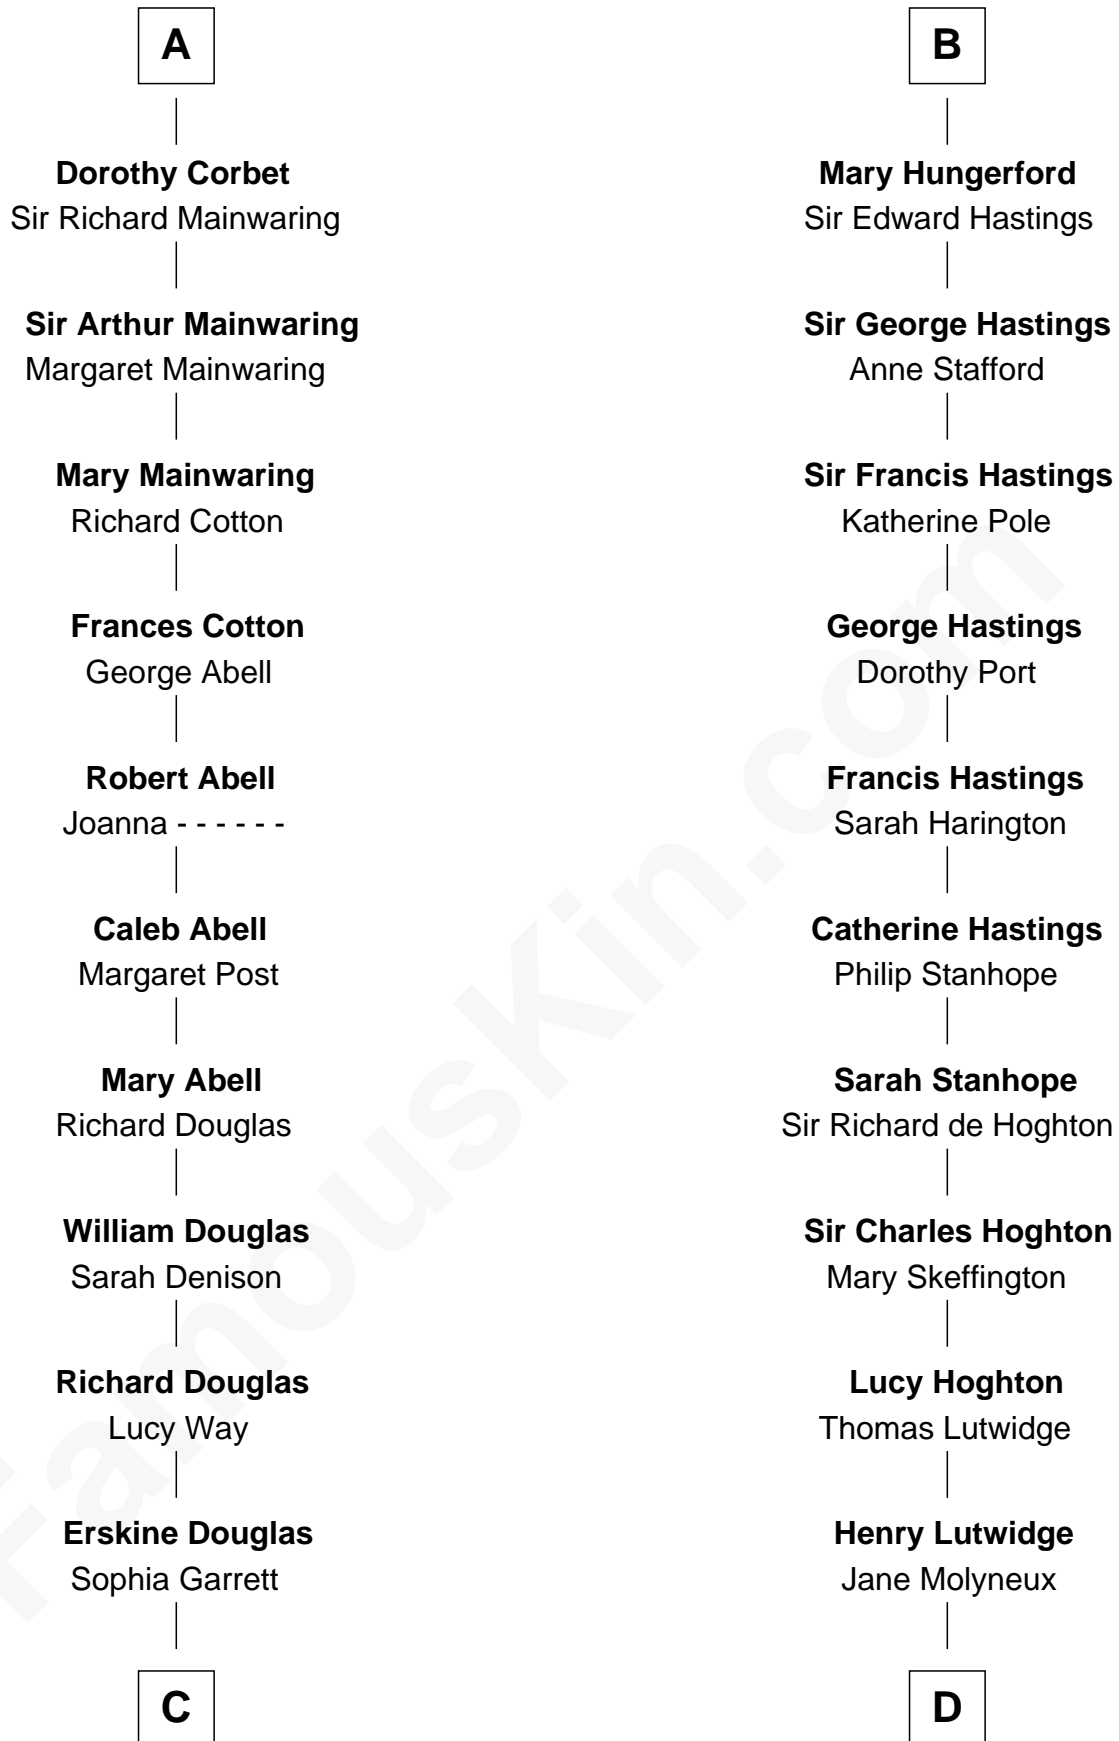 A
Dorothy Corbet
Sir Richard Mainwaring
Sir Arthur Mainwaring
Margaret Mainwaring
Mary Mainwaring
Richard Cotton
Frances Cotton
George Abell
Robert Abell
Joanna - - - - - -
Caleb Abell
Margaret Post
Mary Abell
Richard Douglas
William Douglas
Sarah Denison
Richard Douglas
Lucy Way
Erskine Douglas
Sophia Garrett
C
B
Mary Hungerford
Sir Edward Hastings
Sir George Hastings
Anne Stafford
Sir Francis Hastings
Katherine Pole
George Hastings
Dorothy Port
Francis Hastings
Sarah Harington
Catherine Hastings
Philip Stanhope
Sarah Stanhope
Sir Richard de Hoghton
Sir Charles Hoghton
Mary Skeffington
Lucy Hoghton
Thomas Lutwidge
Henry Lutwidge
Jane Molyneux
D
FamousKin.com